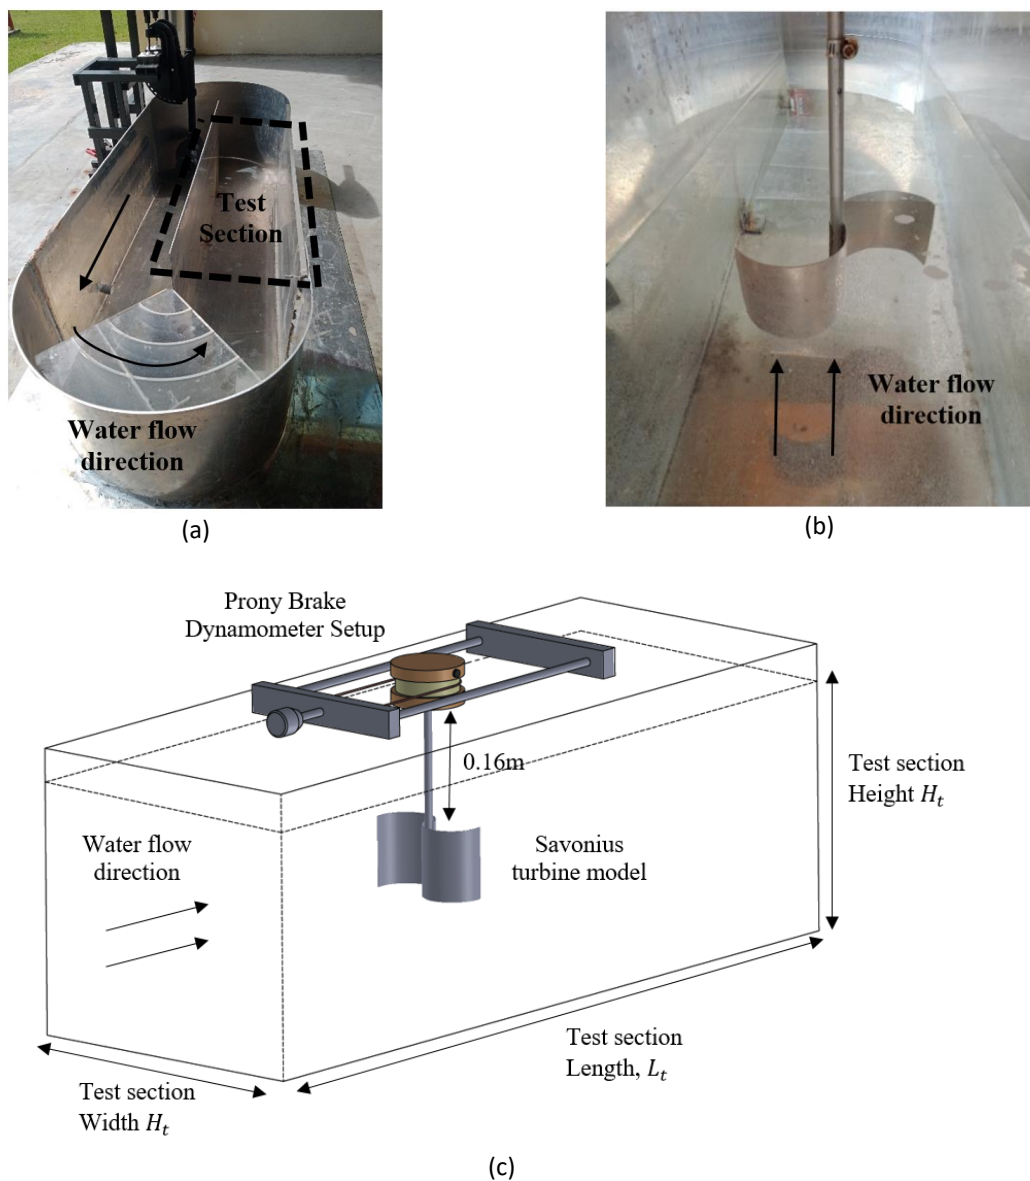 Test
Section
Water flow
direction
(a)
Water flow
direction
(b)
Prony Brake
Dynamometer Setup
0.16m
Test section
Height H_t
Water flow
direction
Savonius
turbine model
Test section
Length, L_t
Test section
Width H_t
(c)